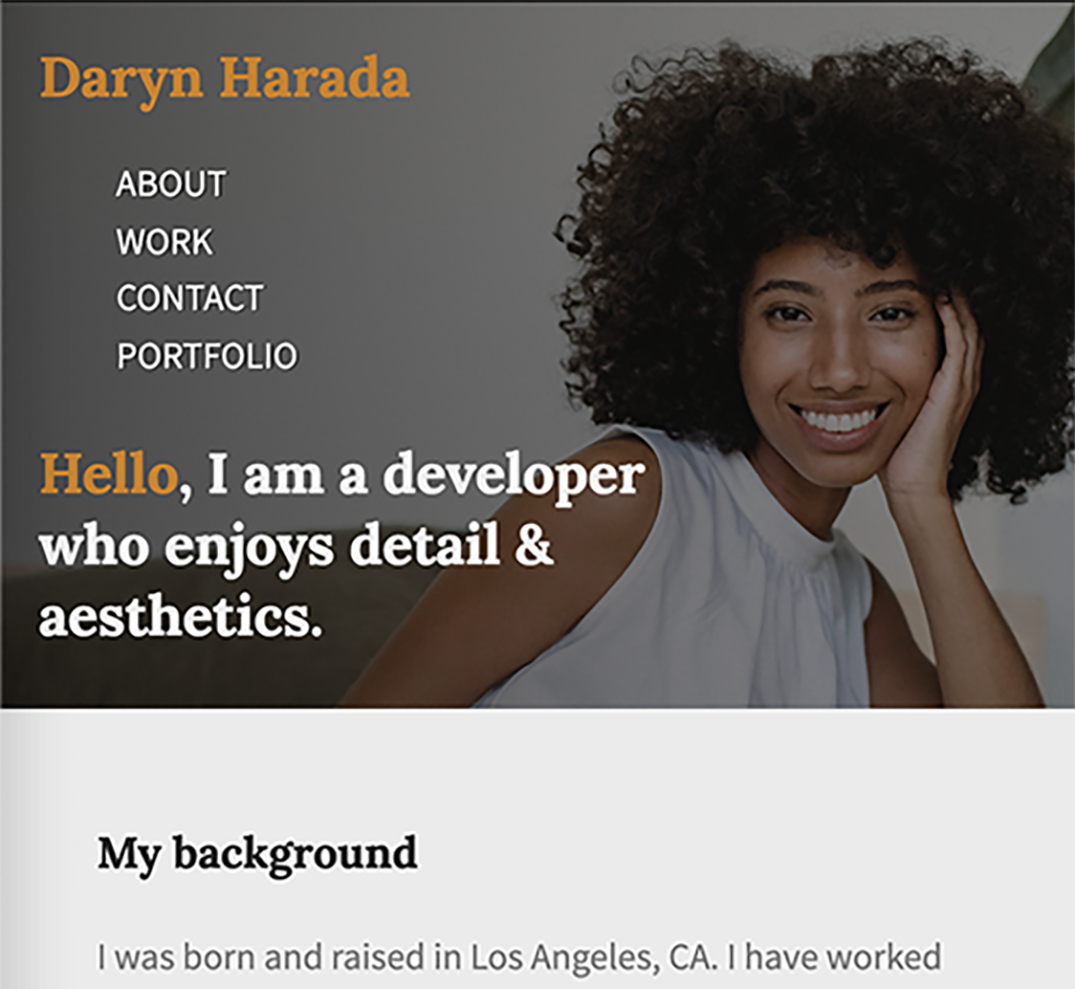 Daryn Harada
ABOUT
WORK
CONTACT
PORTFOLIO
Hello, I am a developer
who enjoys detail &
aesthetics.
My background
I was born and raised in Los Angeles, CA. I have worked